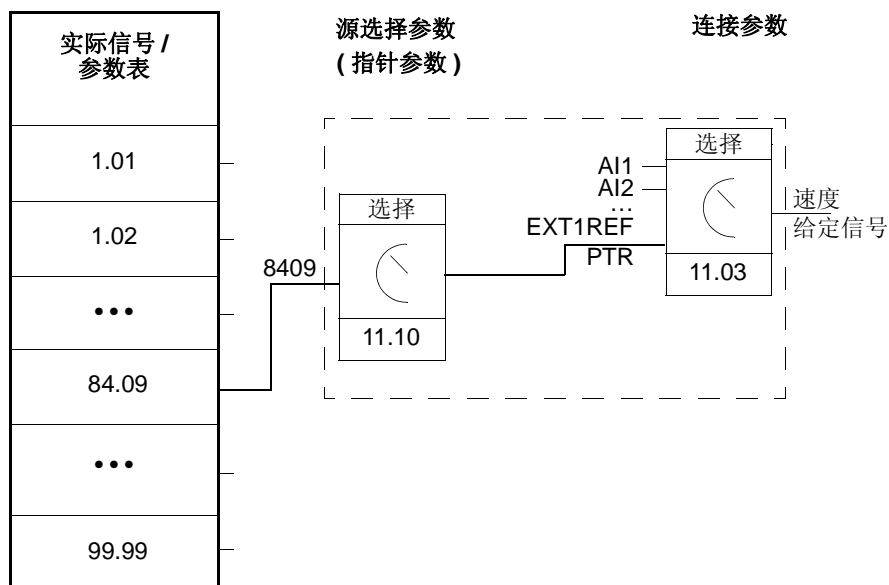 实际信号 /
参数表
1.01
1.02
•••
84.09
•••
99.99
源选择参数
( 指针参数 )
8409
选择
11.10
连接参数
AI1
AI2
…
EXT1REF
PTR
选择
11.03
速度
给定信号